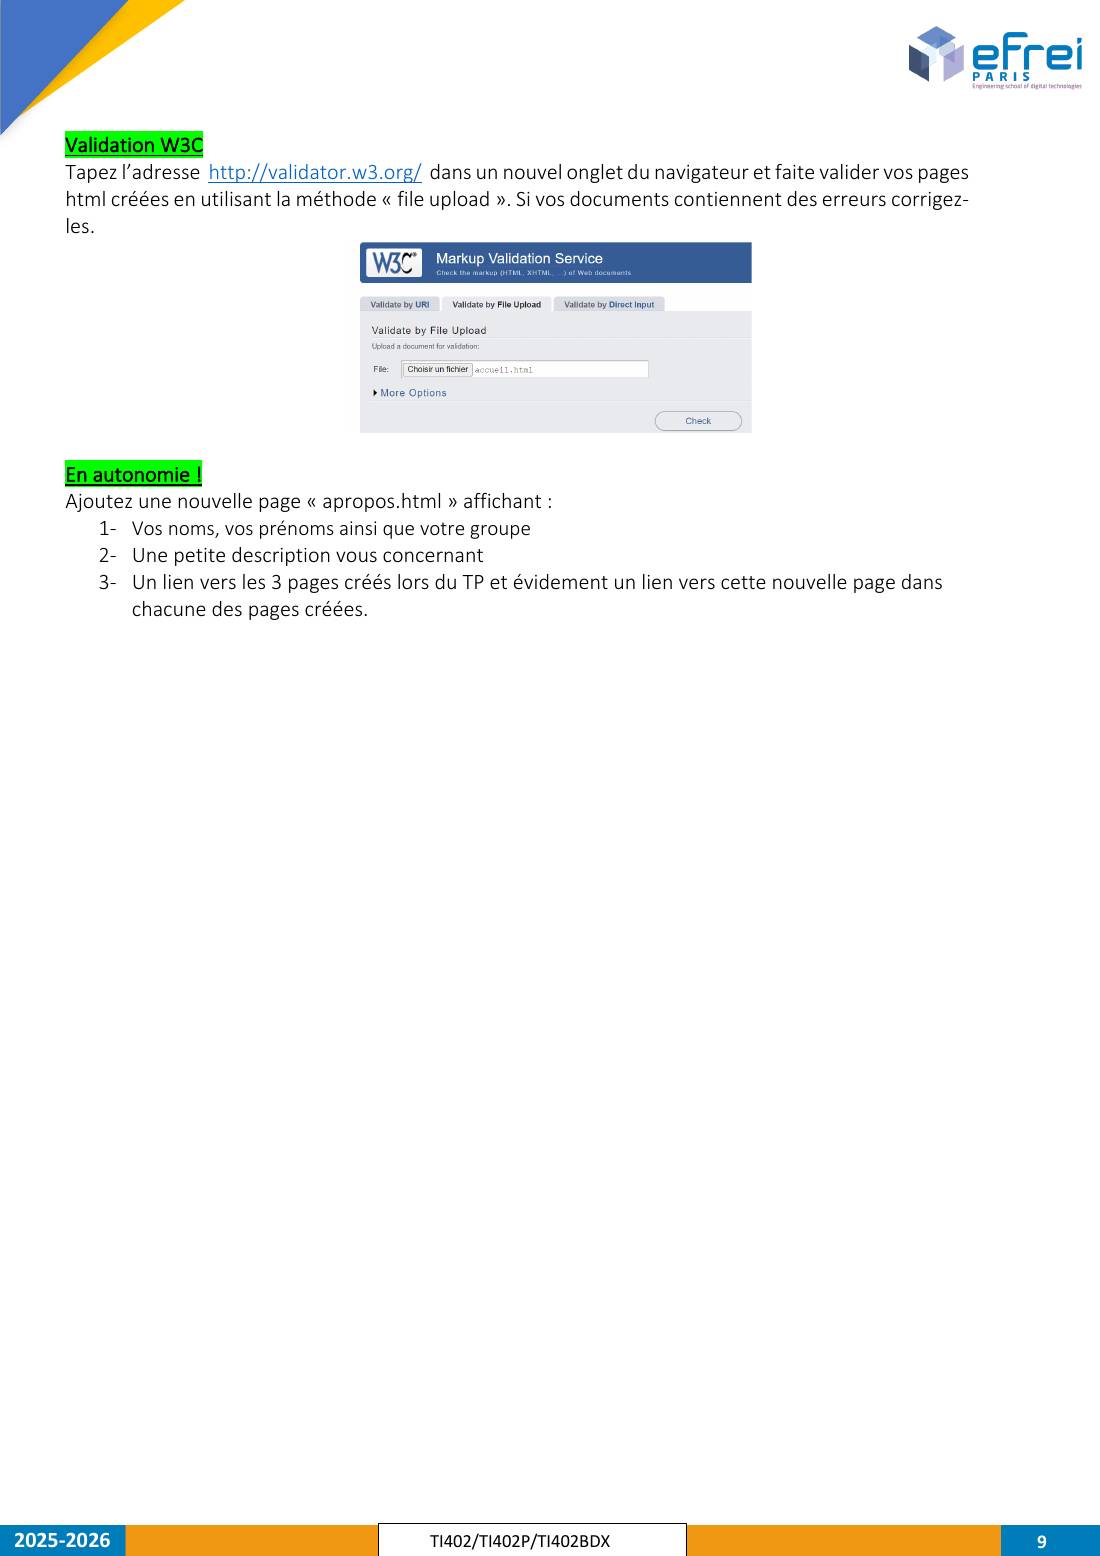 efrei
PARIS
Engineering school of digital technologies
Validation W3C
Tapez l’adresse http://validator.w3.org/ dans un nouvel onglet du navigateur et faite valider vos pages
html créées en utilisant la méthode « file upload ». Si vos documents contiennent des erreurs corrigez-
les.
W3C® Markup Validation Service
Check the markup (HTML, XHTML, …) of Web documents
Validate by URI Validate by File Upload Validate by Direct Input
Validate by File Upload
Upload a document for validation:
File: Choisir un fichier accueil.html
More Options
Check
En autonomie !
Ajoutez une nouvelle page « apropos.html » affichant :
1- Vos noms, vos prénoms ainsi que votre groupe
2- Une petite description vous concernant
3- Un lien vers les 3 pages créés lors du TP et évidement un lien vers cette nouvelle page dans
chacune des pages créées.
2025-2026 TI402/TI402P/TI402BDX 9